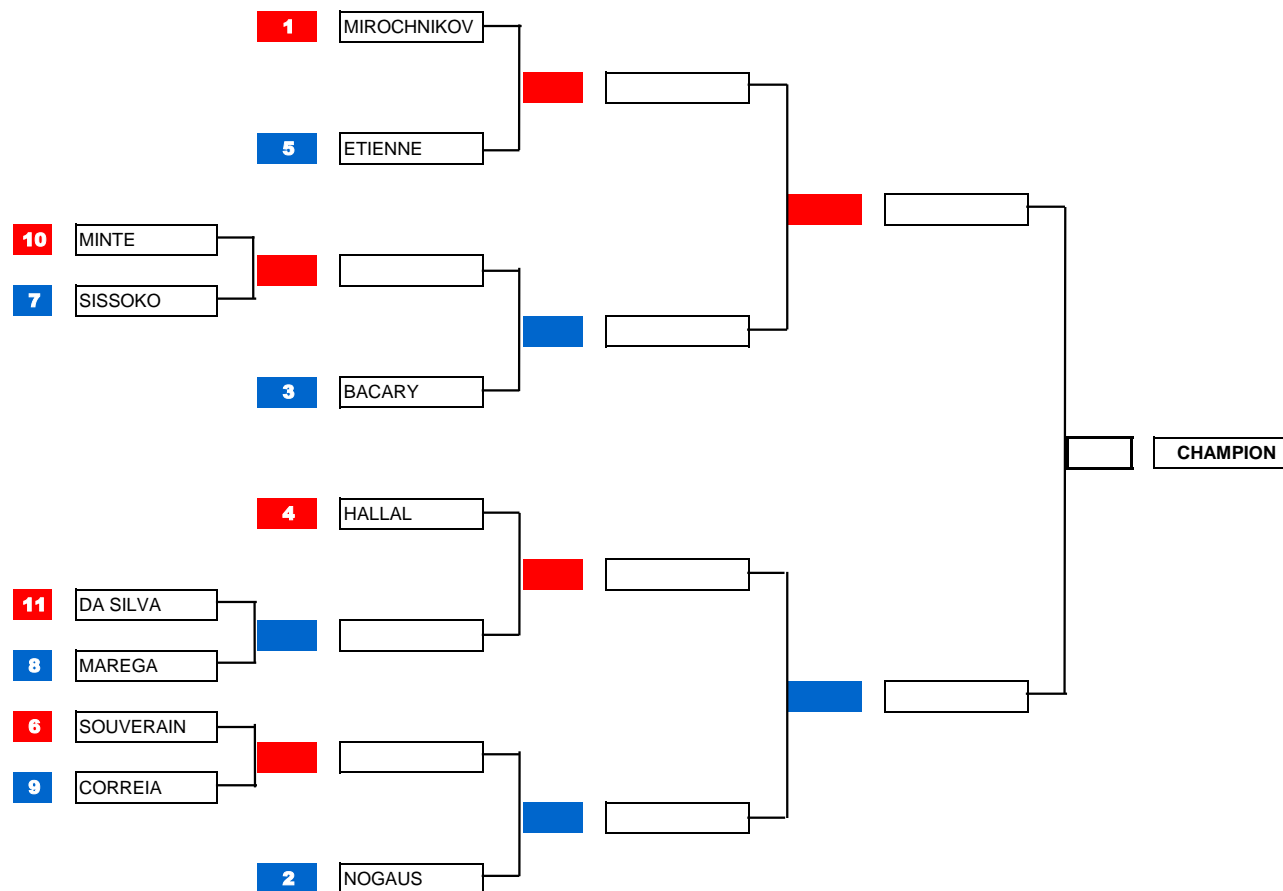 1 MIROCHNIKOV
5 ETIENNE
10 MINTE
7 SISSOKO
3 BACARY
CHAMPION
4 HALLAL
11 DA SILVA
8 MAREGA
6 SOUVERAIN
9 CORREIA
2 NOGAUS